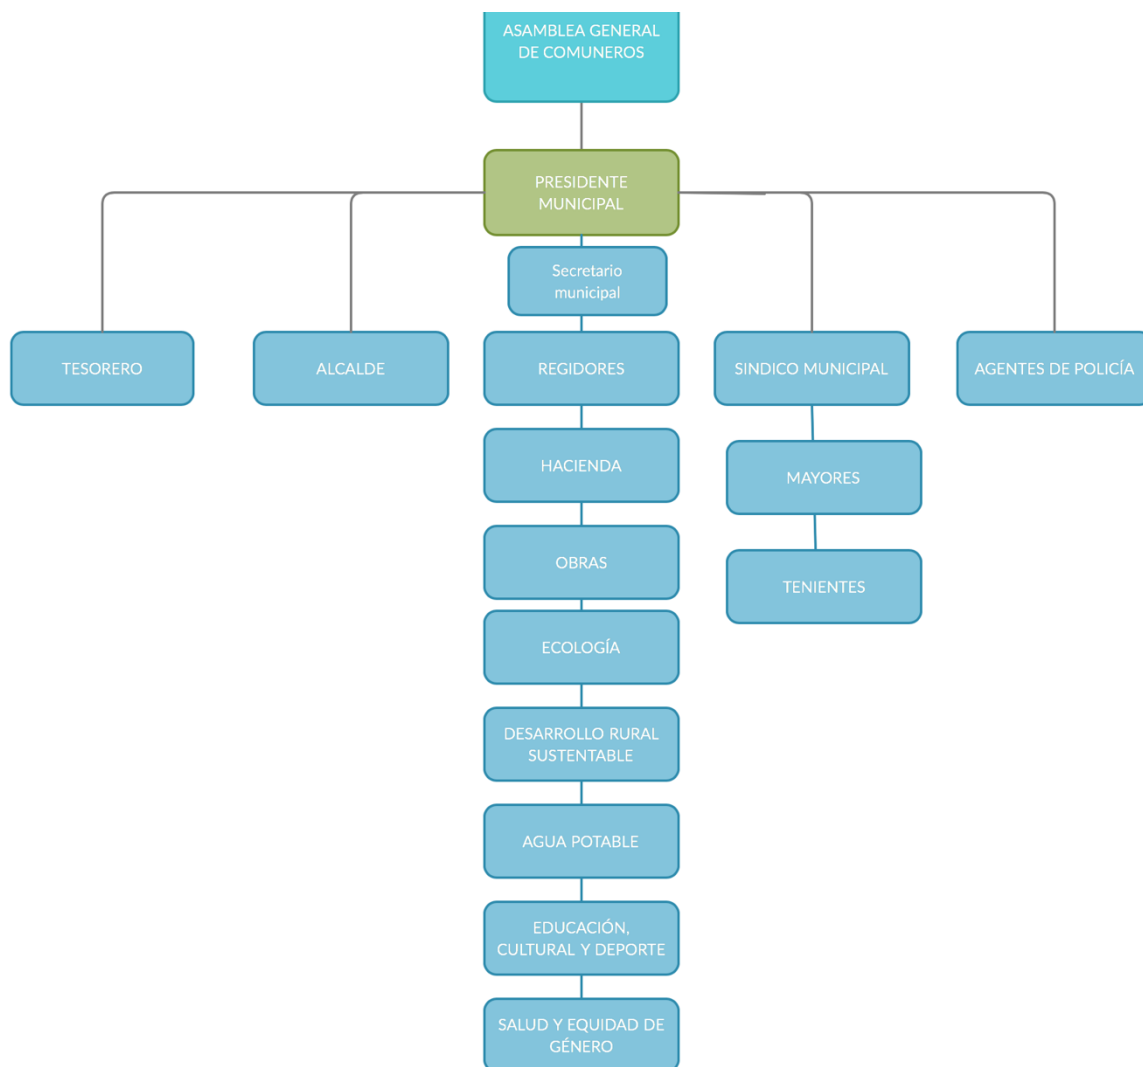 ASAMBLEA GENERAL
DE COMUNEROS
PRESIDENTE
MUNICIPAL
Secretario
municipal
TESORERO
ALCALDE
REGIDORES
SINDICO MUNICIPAL
AGENTES DE POLICÍA
HACIENDA
MAYORES
OBRAS
TENIENTES
ECOLOGÍA
DESARROLLO RURAL
SUSTENTABLE
AGUA POTABLE
EDUCACIÓN,
CULTURAL Y DEPORTE
SALUD Y EQUIDAD DE
GÉNERO